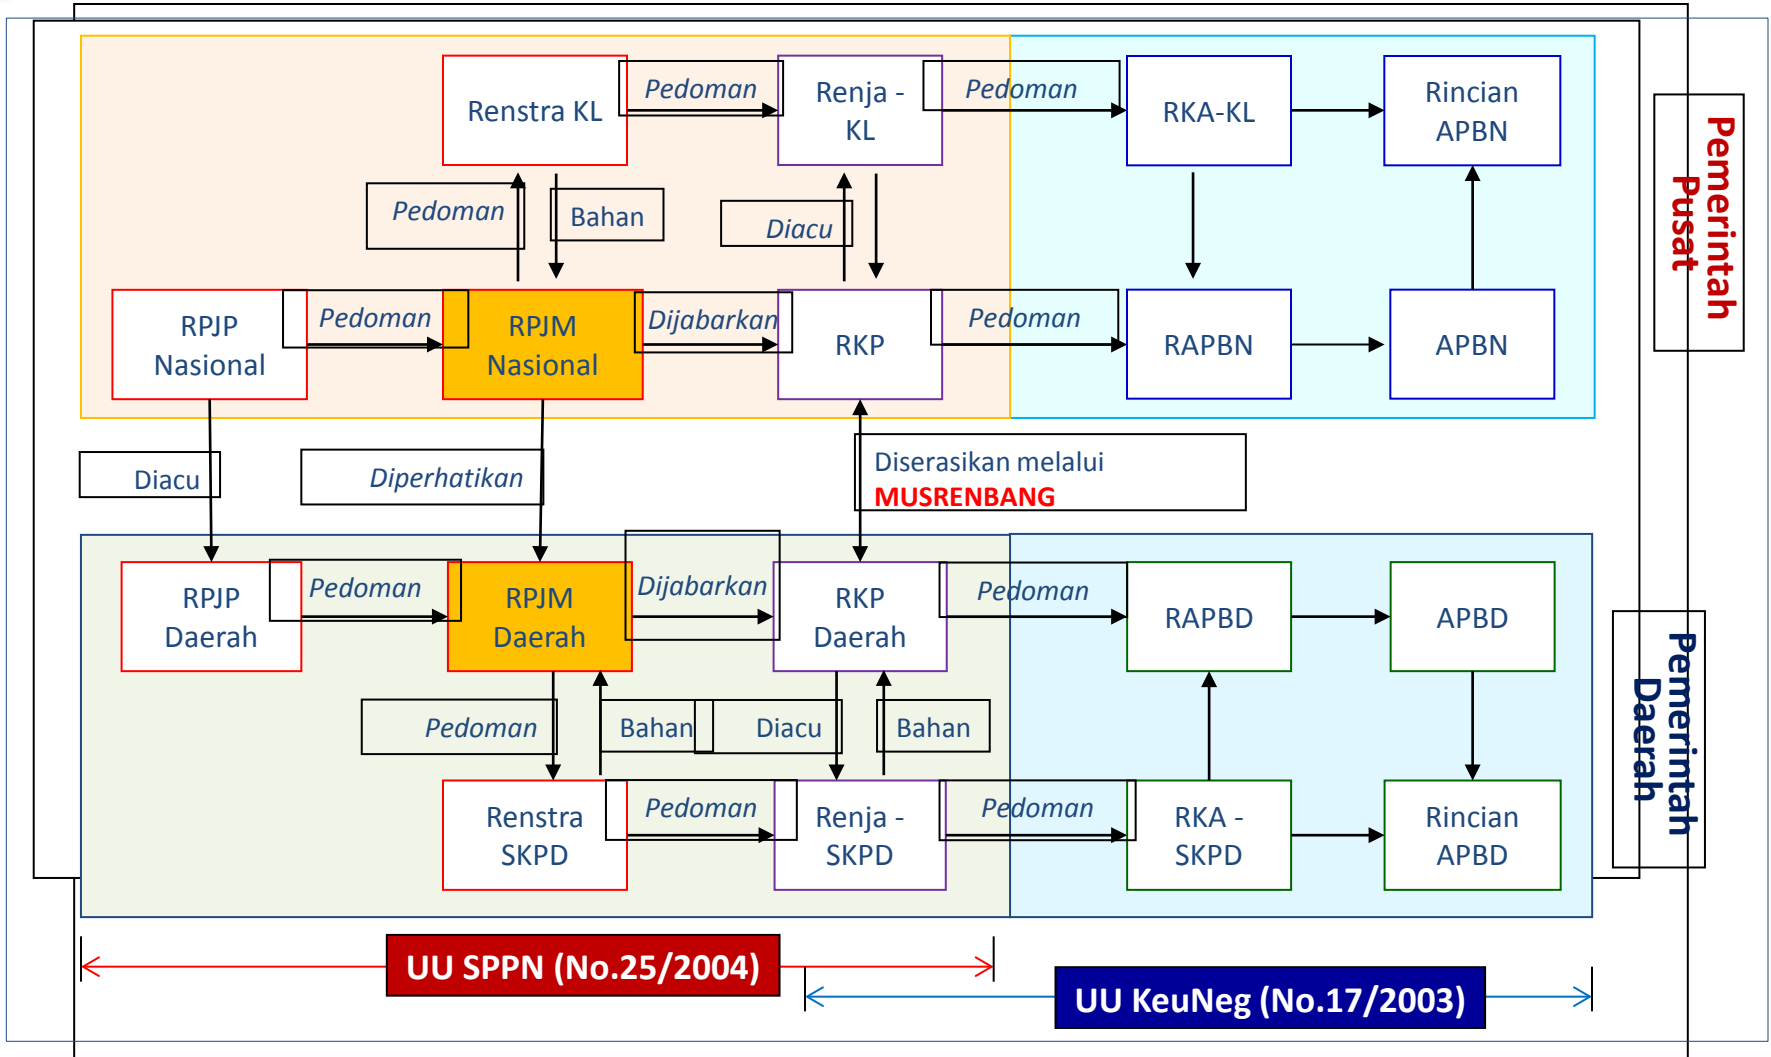 Renstra KL
Pedoman
Renja -
KL
Pedoman
RKA-KL
Rincian
APBN
Pemerintah
Pusat
Pedoman
Bahan
Diacu
RPJP
Nasional
Pedoman
RPJM
Nasional
Dijabarkan
RKP
Pedoman
RAPBN
APBN
Diacu
Diperhatikan
Diserasikan melalui
MUSRENBANG
RPJP
Daerah
Pedoman
RPJM
Daerah
Dijabarkan
RKP
Daerah
Pedoman
RAPBD
APBD
Pemerintah
Daerah
Pedoman
Bahan
Diacu
Bahan
Renstra
SKPD
Pedoman
Renja -
SKPD
Pedoman
RKA -
SKPD
Rincian
APBD
UU SPPN (No.25/2004)
UU KeuNeg (No.17/2003)